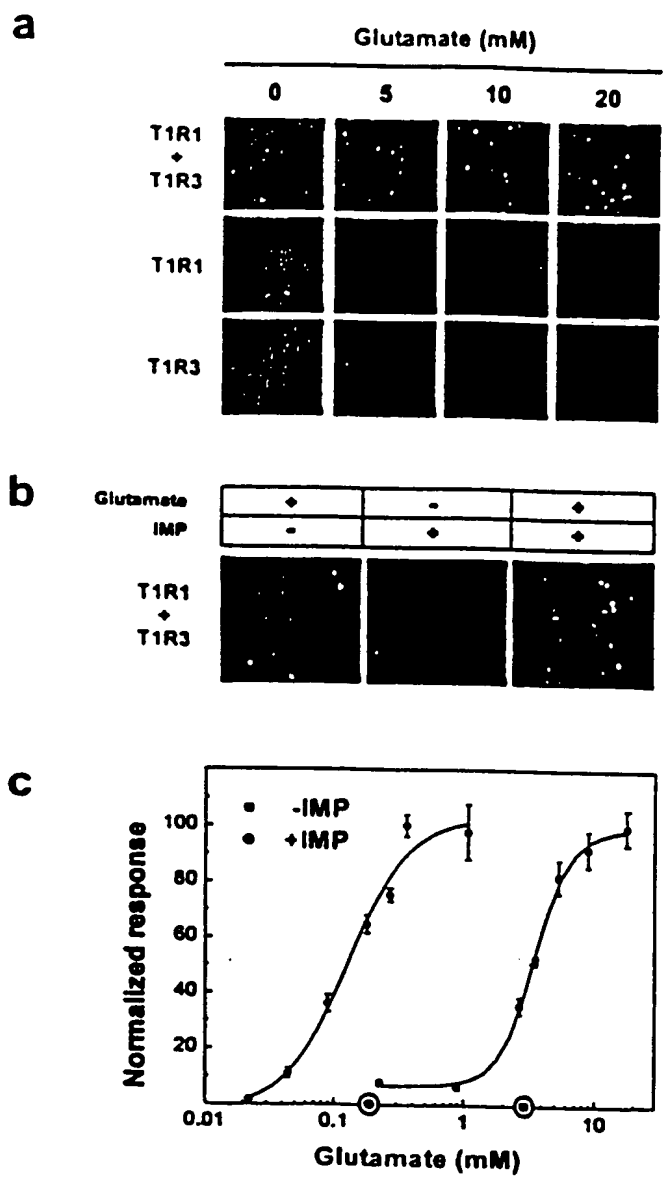 a
Glutamate (mM)
0 5 10 20
T1R1
+
T1R3
T1R1
T1R3
b
Glutamate + - +
IMP - + +
T1R1
+
T1R3
c
Normalized response
100
80
60
40
20
-IMP
+IMP
0.01 0.1 1 10
Glutamate (mM)